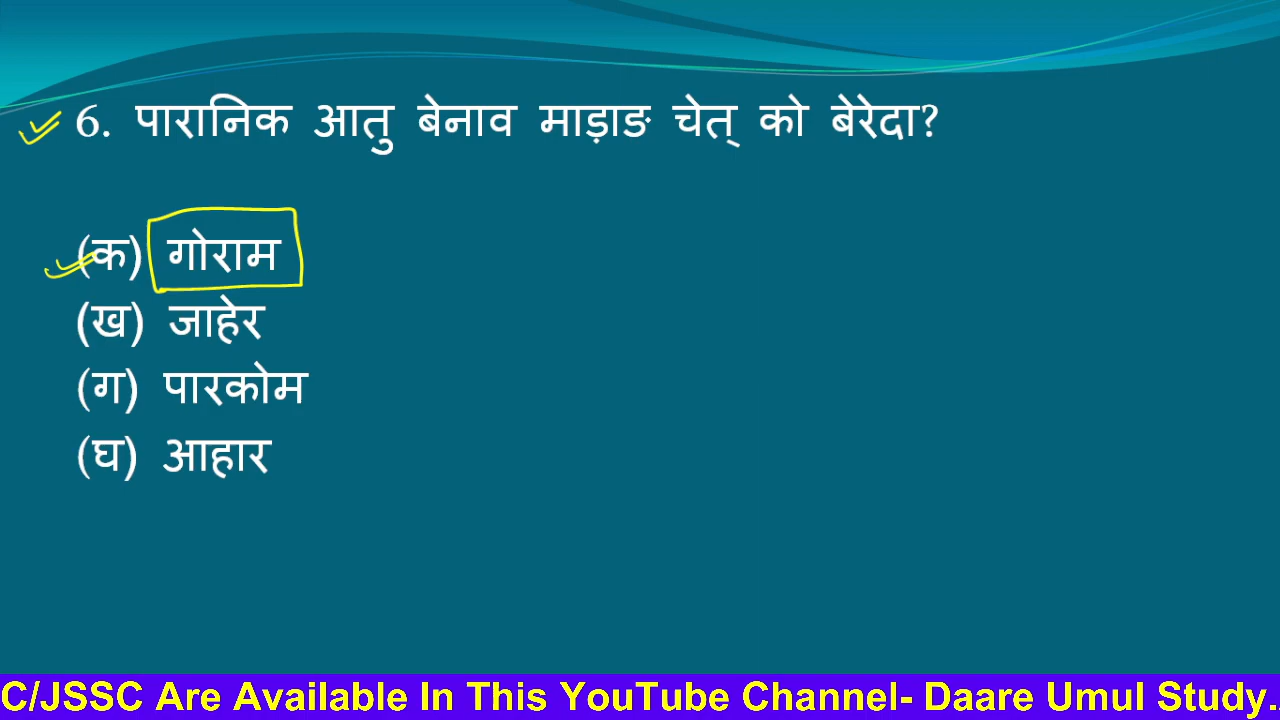 6. पारानिक आतु बेनाव माड़ाङ चेत् को बेरेदा?
(क) गोराम
(ख) जाहेर
(ग) पारकोम
(घ) आहार
C/JSSC Are Available In This YouTube Channel- Daare Umul Study.